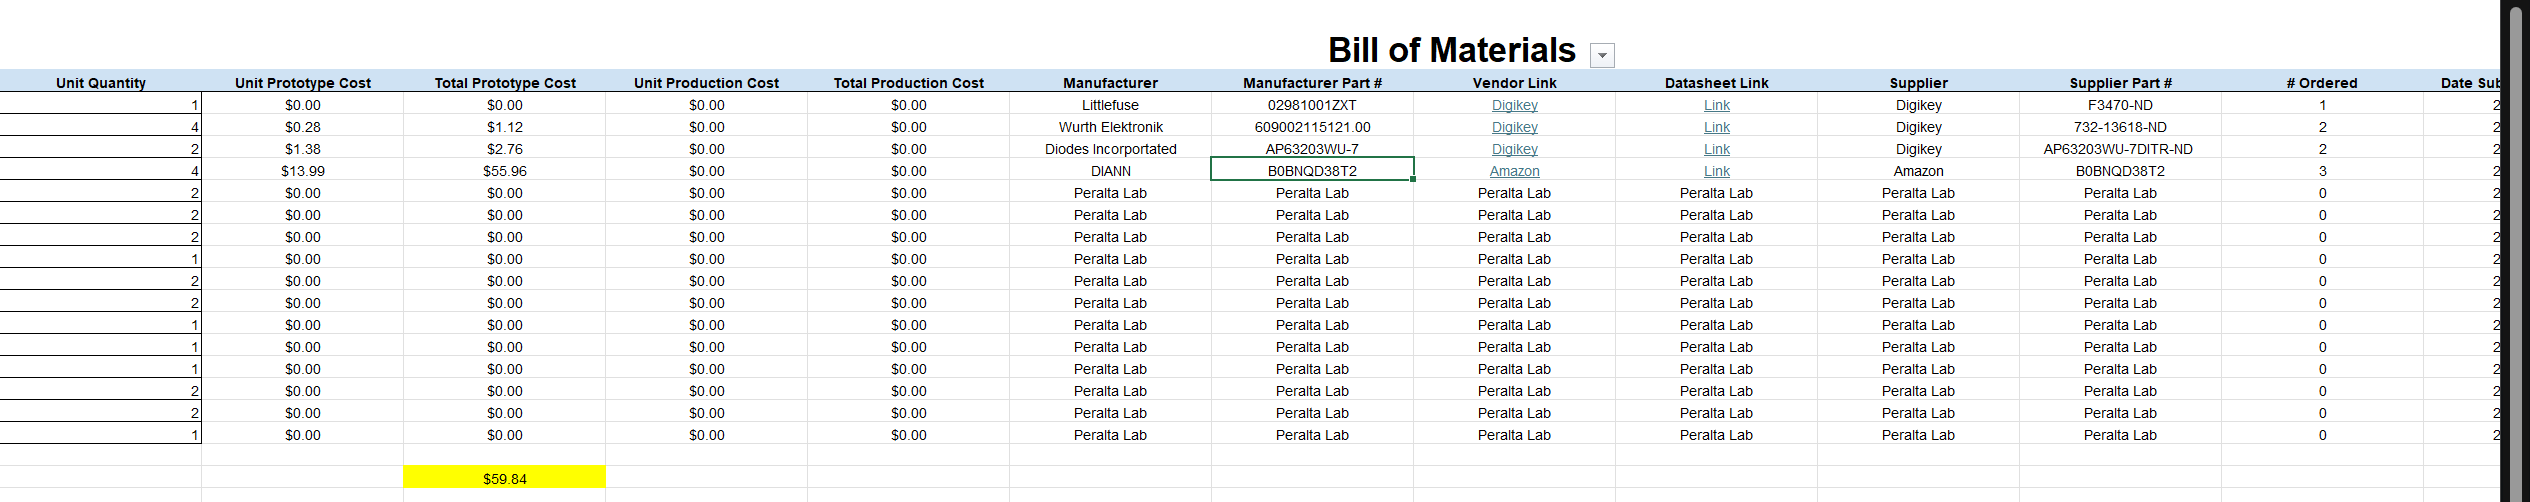 Bill of Materials
Unit Quantity Unit Prototype Cost Total Prototype Cost Unit Production Cost Total Production Cost Manufacturer Manufacturer Part # Vendor Link Datasheet Link Supplier Supplier Part # # Ordered Date Sub
1 $0.00 $0.00 $0.00 $0.00 Littlefuse 02981001ZXT Digikey Link Digikey F3470-ND 1 2
4 $0.28 $1.12 $0.00 $0.00 Wurth Elektronik 609002115121.00 Digikey Link Digikey 732-13618-ND 2 2
2 $1.38 $2.76 $0.00 $0.00 Diodes Incorportated AP63203WU-7 Digikey Link Digikey AP63203WU-7DITR-ND 2 2
4 $13.99 $55.96 $0.00 $0.00 DIANN B0BNQD38T2 Amazon Link Amazon B0BNQD38T2 3 2
2 $0.00 $0.00 $0.00 $0.00 Peralta Lab Peralta Lab Peralta Lab Peralta Lab Peralta Lab Peralta Lab 0 2
2 $0.00 $0.00 $0.00 $0.00 Peralta Lab Peralta Lab Peralta Lab Peralta Lab Peralta Lab Peralta Lab 0 2
2 $0.00 $0.00 $0.00 $0.00 Peralta Lab Peralta Lab Peralta Lab Peralta Lab Peralta Lab Peralta Lab 0 2
1 $0.00 $0.00 $0.00 $0.00 Peralta Lab Peralta Lab Peralta Lab Peralta Lab Peralta Lab Peralta Lab 0 2
2 $0.00 $0.00 $0.00 $0.00 Peralta Lab Peralta Lab Peralta Lab Peralta Lab Peralta Lab Peralta Lab 0 2
2 $0.00 $0.00 $0.00 $0.00 Peralta Lab Peralta Lab Peralta Lab Peralta Lab Peralta Lab Peralta Lab 0 2
1 $0.00 $0.00 $0.00 $0.00 Peralta Lab Peralta Lab Peralta Lab Peralta Lab Peralta Lab Peralta Lab 0 2
1 $0.00 $0.00 $0.00 $0.00 Peralta Lab Peralta Lab Peralta Lab Peralta Lab Peralta Lab Peralta Lab 0 2
1 $0.00 $0.00 $0.00 $0.00 Peralta Lab Peralta Lab Peralta Lab Peralta Lab Peralta Lab Peralta Lab 0 2
2 $0.00 $0.00 $0.00 $0.00 Peralta Lab Peralta Lab Peralta Lab Peralta Lab Peralta Lab Peralta Lab 0 2
2 $0.00 $0.00 $0.00 $0.00 Peralta Lab Peralta Lab Peralta Lab Peralta Lab Peralta Lab Peralta Lab 0 2
1 $0.00 $0.00 $0.00 $0.00 Peralta Lab Peralta Lab Peralta Lab Peralta Lab Peralta Lab Peralta Lab 0 2
$59.84